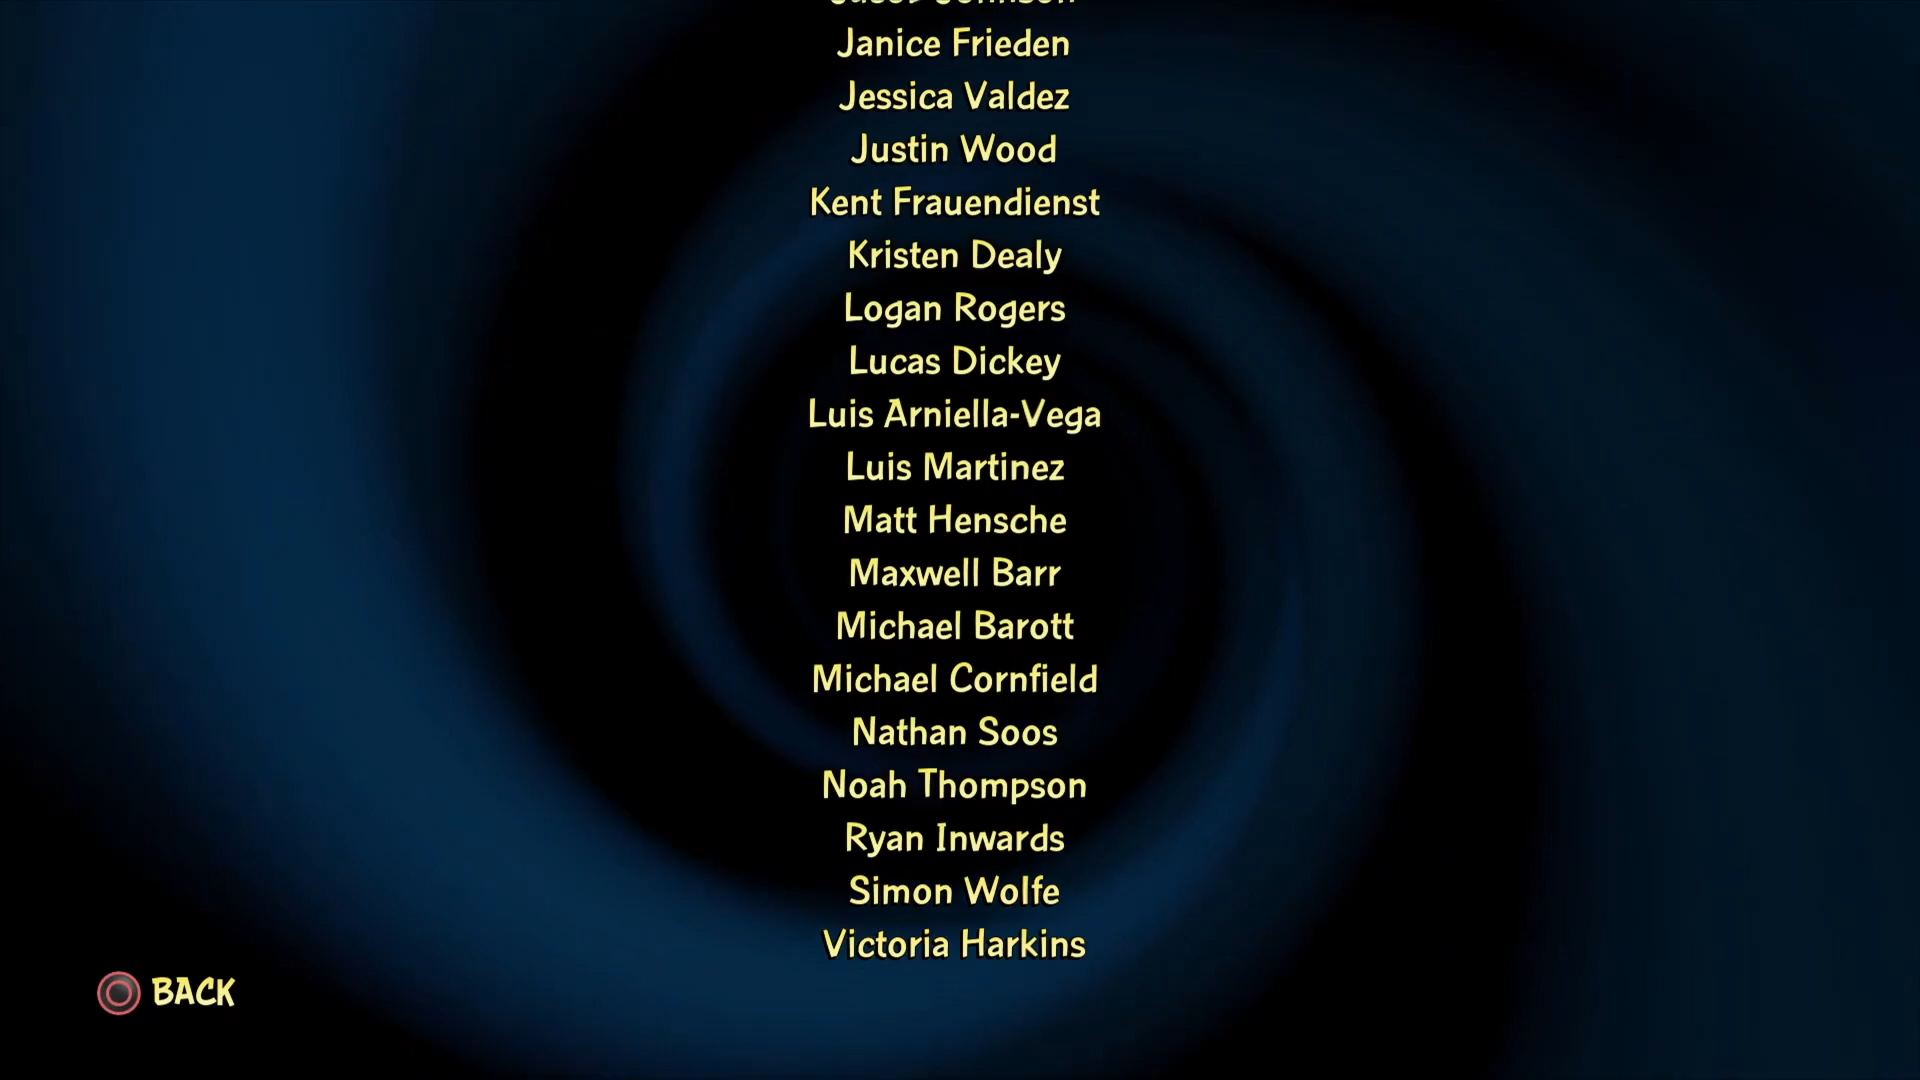 Janice Frieden
Jessica Valdez
Justin Wood
Kent Frauendienst
Kristen Dealy
Logan Rogers
Lucas Dickey
Luis Arniella-Vega
Luis Martinez
Matt Hensche
Maxwell Barr
Michael Barott
Michael Cornfield
Nathan Soos
Noah Thompson
Ryan Inwards
Simon Wolfe
Victoria Harkins
BACK